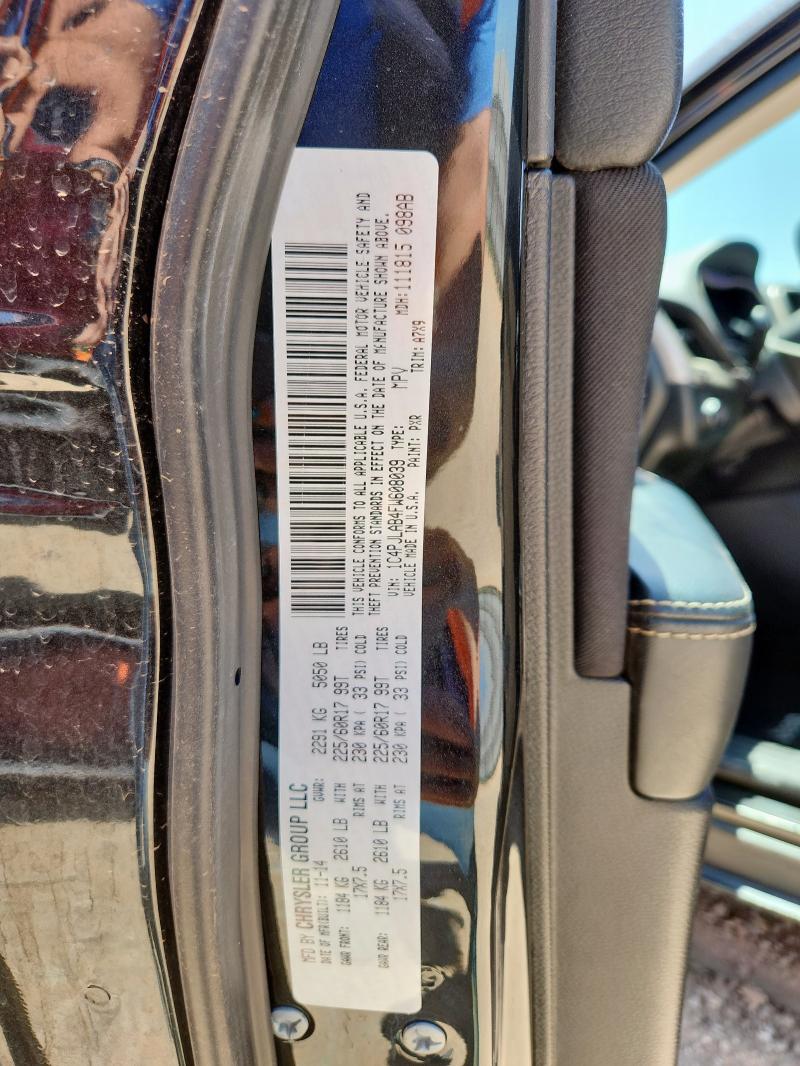 MFD BY CHRYSLER GROUP LLC
DATE OF MFR(BUILT): 11-14 GVWR: 2291 KG 5050 LB
GAWR FRONT: 1184 KG 2610 LB WITH 225/60R17 99T TIRES
17X7.5 RIMS AT 230 KPA ( 33 PSI) COLD
GAWR REAR: 1184 KG 2610 LB WITH 225/60R17 99T TIRES
17X7.5 RIMS AT 230 KPA( 33 PSI) COLD
THIS VEHICLE CONFORMS TO ALL APPLICABLE U.S.A. FEDERAL MOTOR VEHICLE SAFETY AND
THEFT PREVENTION STANDARDS IN EFFECT ON THE DATE OF MANUFACTURE SHOWN ABOVE.
VIN: 1C4PJLAB4FW608039 TYPE: MPV MDH: 111815 098AB
VEHICLE MADE IN U.S.A. PAINT: PXR TRIM: A7X9